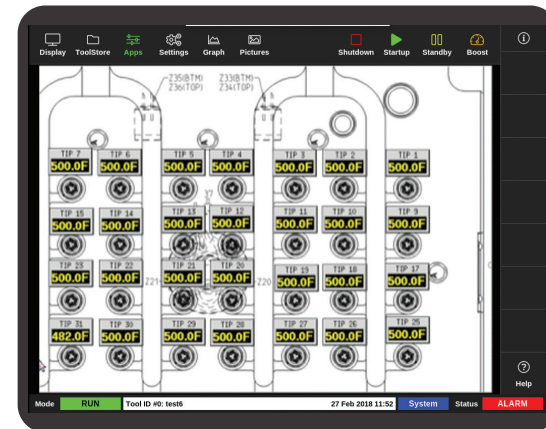 Display ToolStore Apps Settings Graph Pictures Shutdown Startup Standby Boost
Z35(BTM) Z33(BTM)
Z36(TOP) Z34(TOP)
TIP 7 TIP 6 TIP 5 TIP 4 TIP 3 TIP 2 TIP 1
500.0F 500.0F 500.0F 500.0F 500.0F 500.0F 500.0F
TIP 15 TIP 14 TIP 13 TIP 12 TIP 11 TIP 10 TIP 9
500.0F 500.0F 500.0F 500.0F 500.0F 500.0F 500.0F
TIP 23 TIP 22 TIP 21 TIP 20 TIP 19 TIP 18 TIP 17
500.0F 500.0F Z21 500.0F 500.0F Z20 500.0F 500.0F 500.0F
TIP 31 TIP 30 TIP 29 TIP 28 TIP 27 TIP 26 TIP 25
482.0F 500.0F 500.0F 500.0F 500.0F 500.0F 500.0F
Help
Mode RUN Tool ID #0: test6 27 Feb 2018 11:52 System Status ALARM